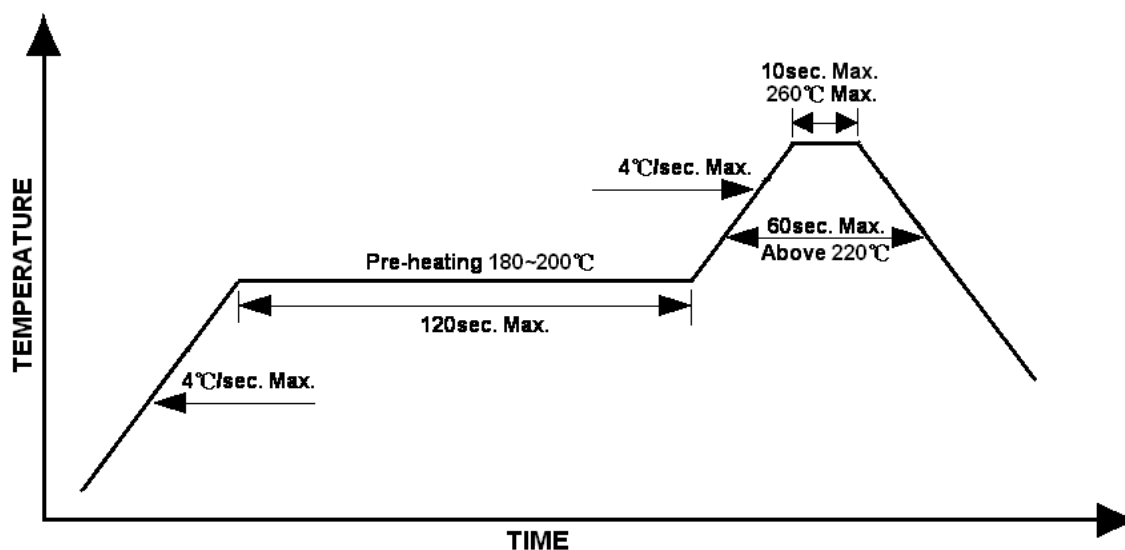 10sec. Max.
260℃ Max.
4℃/sec. Max.
60sec. Max.
Above 220℃
Pre-heating 180~200℃
120sec. Max.
4℃/sec. Max.
TEMPERATURE
TIME